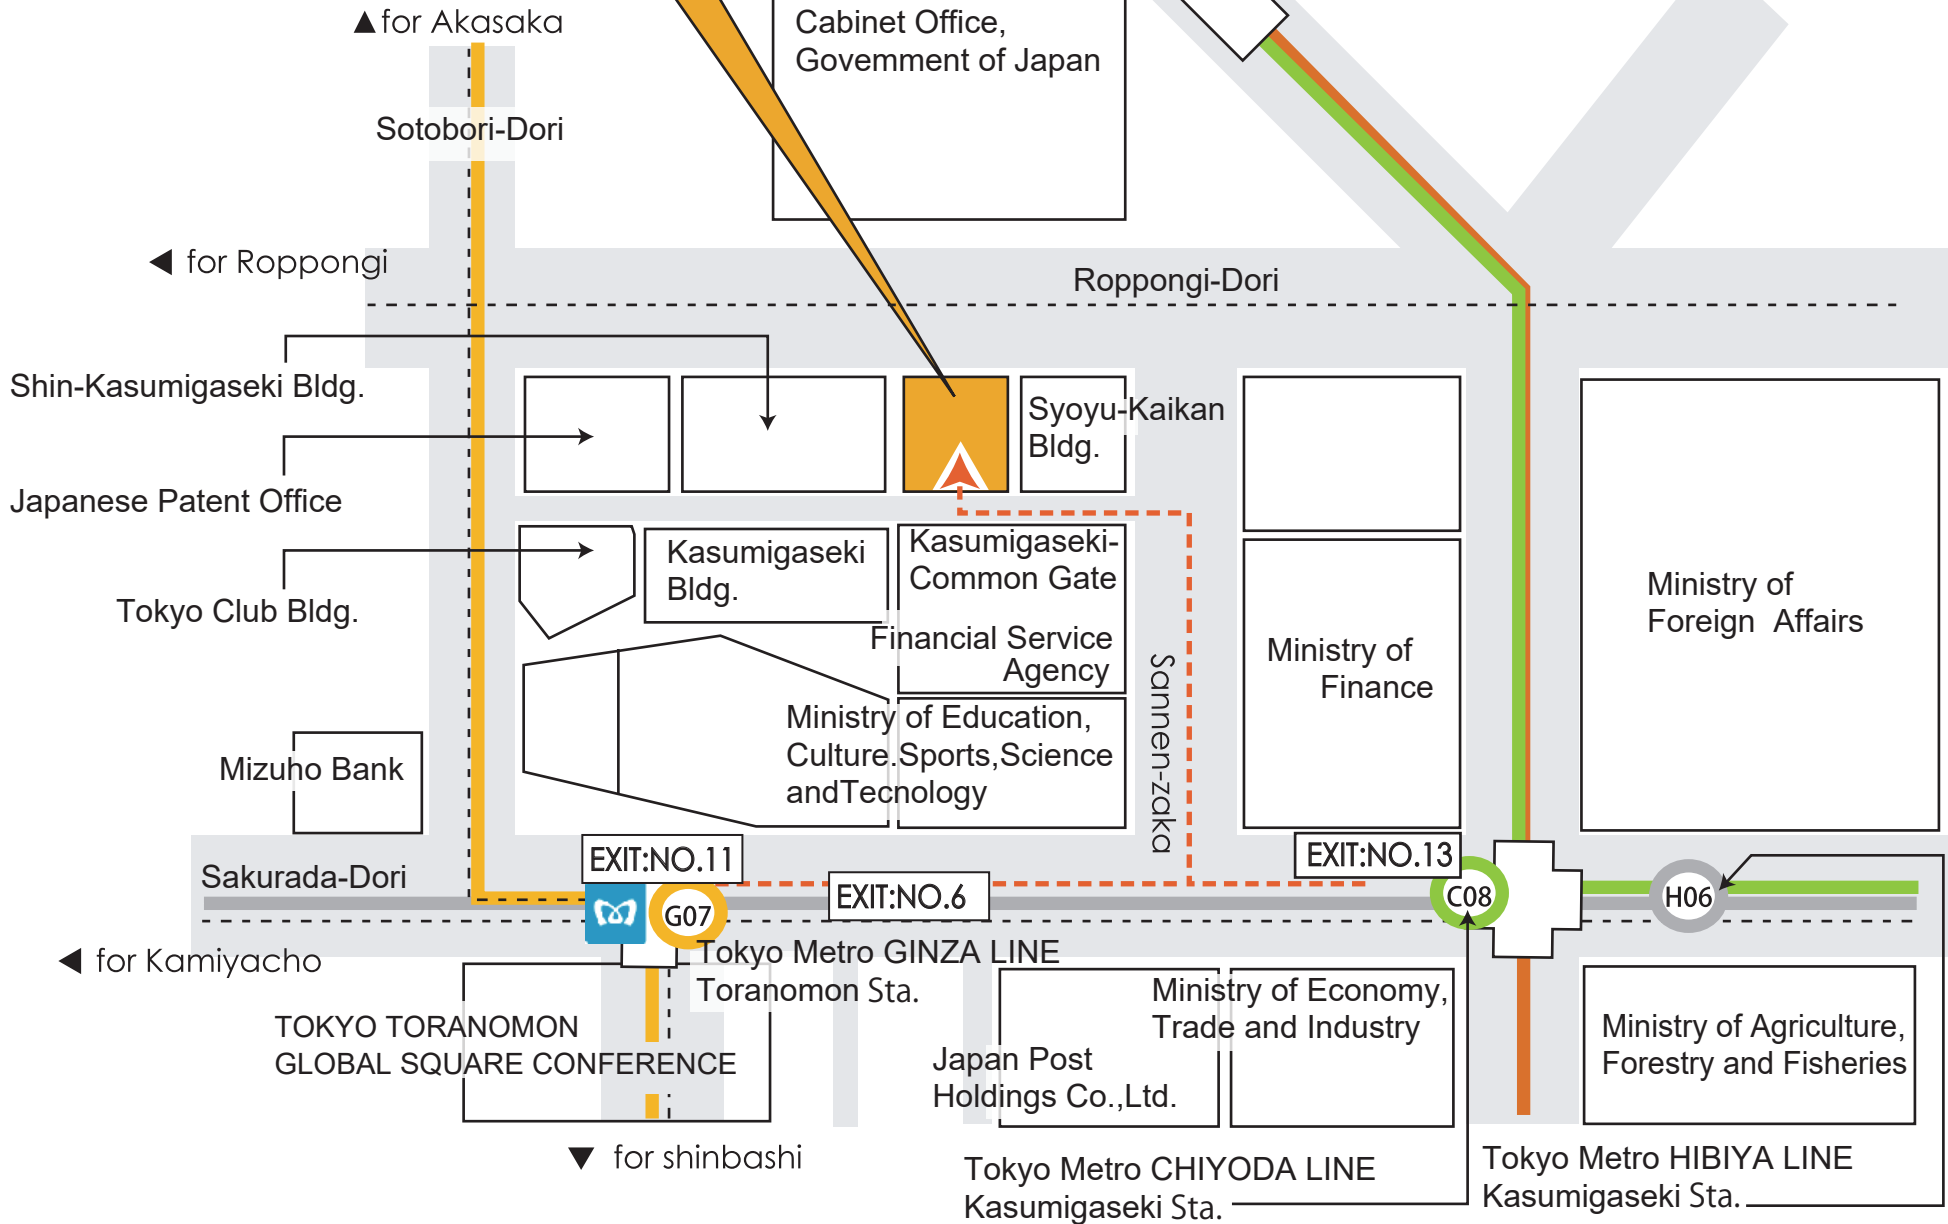 ▲for Akasaka
Cabinet Office,
Govemment of Japan
Sotobori-Dori
◀ for Roppongi
Roppongi-Dori
Shin-Kasumigaseki Bldg.
Syoyu-Kaikan
Bldg.
Japanese Patent Office
Kasumigaseki
Bldg.
Kasumigaseki-
Common Gate
Tokyo Club Bldg.
Financial Service
Agency
Ministry of
Foreign Affairs
Ministry of
Finance
Sannen-zaka
Ministry of Education,
Culture.Sports,Science
andTecnology
Mizuho Bank
EXIT:NO.11
EXIT:NO.13
Sakurada-Dori
EXIT:NO.6
G07
C08
H06
◀ for Kamiyacho
Tokyo Metro GINZA LINE
Toranomon Sta.
TOKYO TORANOMON
GLOBAL SQUARE CONFERENCE
Ministry of Economy,
Trade and Industry
Japan Post
Holdings Co.,Ltd.
Ministry of Agriculture,
Forestry and Fisheries
▼ for shinbashi
Tokyo Metro CHIYODA LINE
Kasumigaseki Sta.
Tokyo Metro HIBIYA LINE
Kasumigaseki Sta.